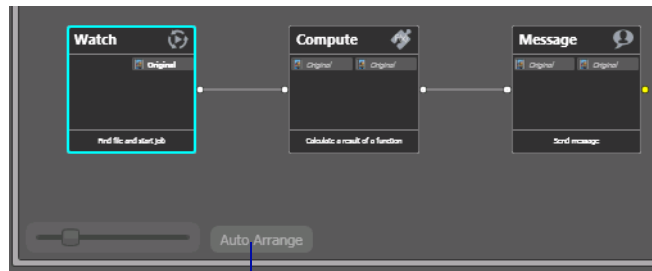 Watch
Original
Find file and start job
Compute
Original Original
Calculate a result of a function
Message
Original Original
Send message
Auto Arrange